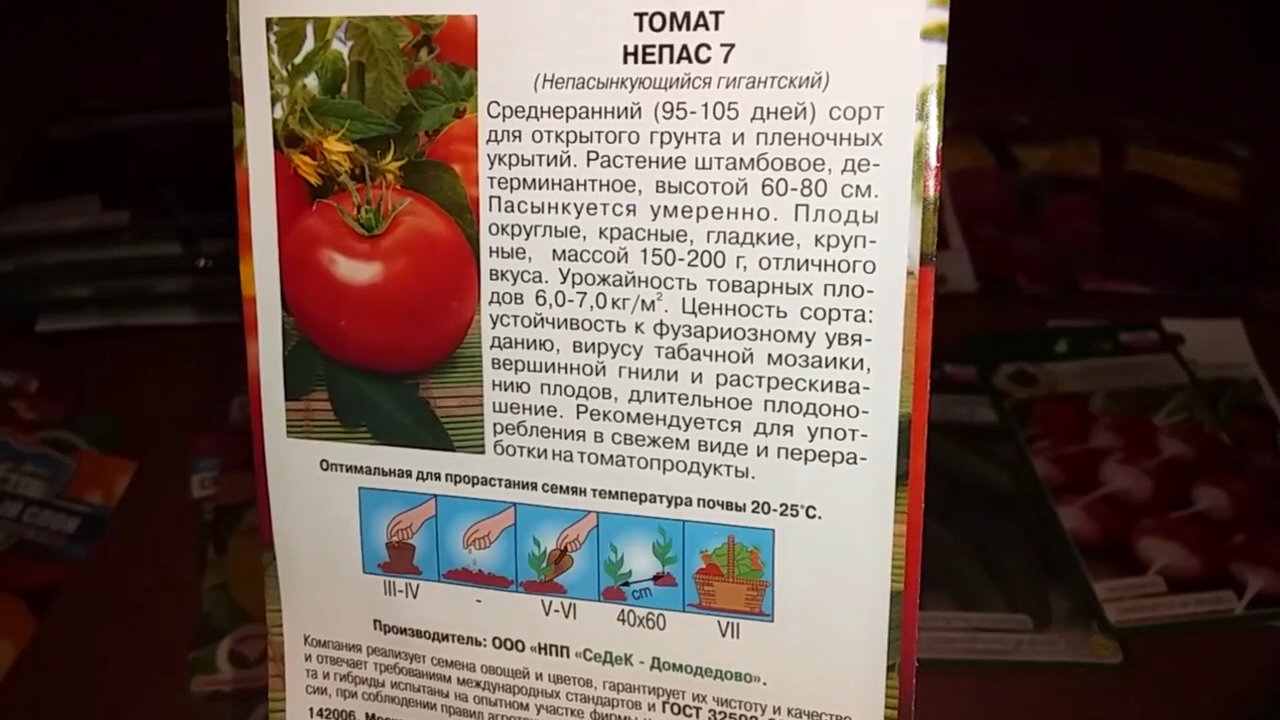 ТОМАТ
НЕПАС 7
(Непасынкующийся гигантский)
Среднеранний (95-105 дней) сорт
для открытого грунта и пленочных
укрытий. Растение штамбовое, де-
терминантное, высотой 60-80 см.
Пасынкуется умеренно. Плоды
округлые, красные, гладкие, круп-
ные, массой 150-200 г, отличного
вкуса. Урожайность товарных пло-
дов 6,0-7,0 кг/м². Ценность сорта:
устойчивость к фузариозному увя-
данию, вирусу табачной мозаики,
вершинной гнили и растрескива-
нию плодов, длительное плодоно-
шение. Рекомендуется для упот-
ребления в свежем виде и перера-
ботки на томатопродукты.
Оптимальная для прорастания семян температура почвы 20-25°С.
cm
III-IV - V-VI 40х60 VII
Производитель: ООО «НПП «СеДеК - Домодедово».
Компания реализует семена овощей и цветов, гарантирует их чистоту и качество
и отвечает требованиям международных стандартов и ГОСТ
та и гибриды испытаны на опытном участке фирмы
сии, при соблюдении правил
142006,